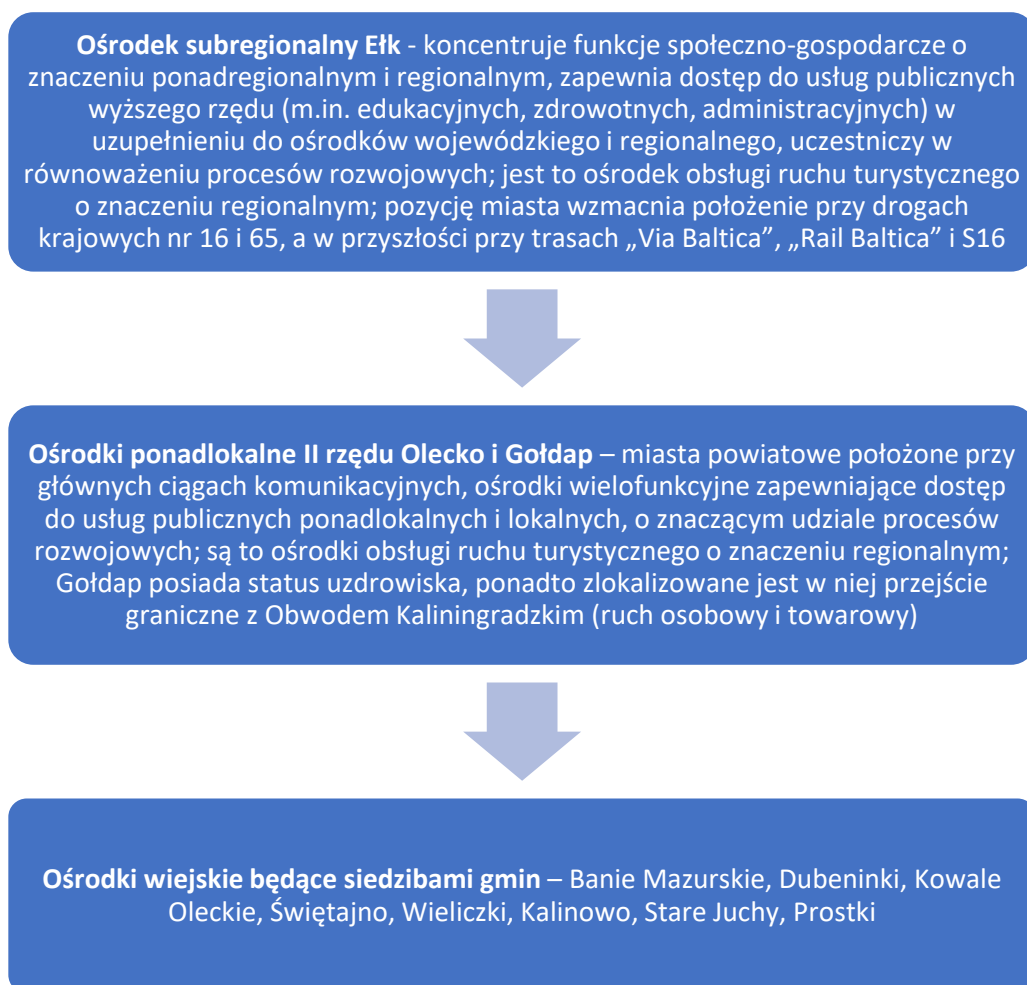 Ośrodek subregionalny Ełk - koncentruje funkcje społeczno-gospodarcze o
znaczeniu ponadregionalnym i regionalnym, zapewnia dostęp do usług publicznych
wyższego rzędu (m.in. edukacyjnych, zdrowotnych, administracyjnych) w
uzupełnieniu do ośrodków wojewódzkiego i regionalnego, uczestniczy w
równoważeniu procesów rozwojowych; jest to ośrodek obsługi ruchu turystycznego
o znaczeniu regionalnym; pozycję miasta wzmacnia położenie przy drogach
krajowych nr 16 i 65, a w przyszłości przy trasach „Via Baltica”, „Rail Baltica” i S16
Ośrodki ponadlokalne II rzędu Olecko i Gołdap – miasta powiatowe położone przy
głównych ciągach komunikacyjnych, ośrodki wielofunkcyjne zapewniające dostęp
do usług publicznych ponadlokalnych i lokalnych, o znaczącym udziale procesów
rozwojowych; są to ośrodki obsługi ruchu turystycznego o znaczeniu regionalnym;
Gołdap posiada status uzdrowiska, ponadto zlokalizowane jest w niej przejście
graniczne z Obwodem Kaliningradzkim (ruch osobowy i towarowy)
Ośrodki wiejskie będące siedzibami gmin – Banie Mazurskie, Dubeninki, Kowale
Oleckie, Świętajno, Wieliczki, Kalinowo, Stare Juchy, Prostki